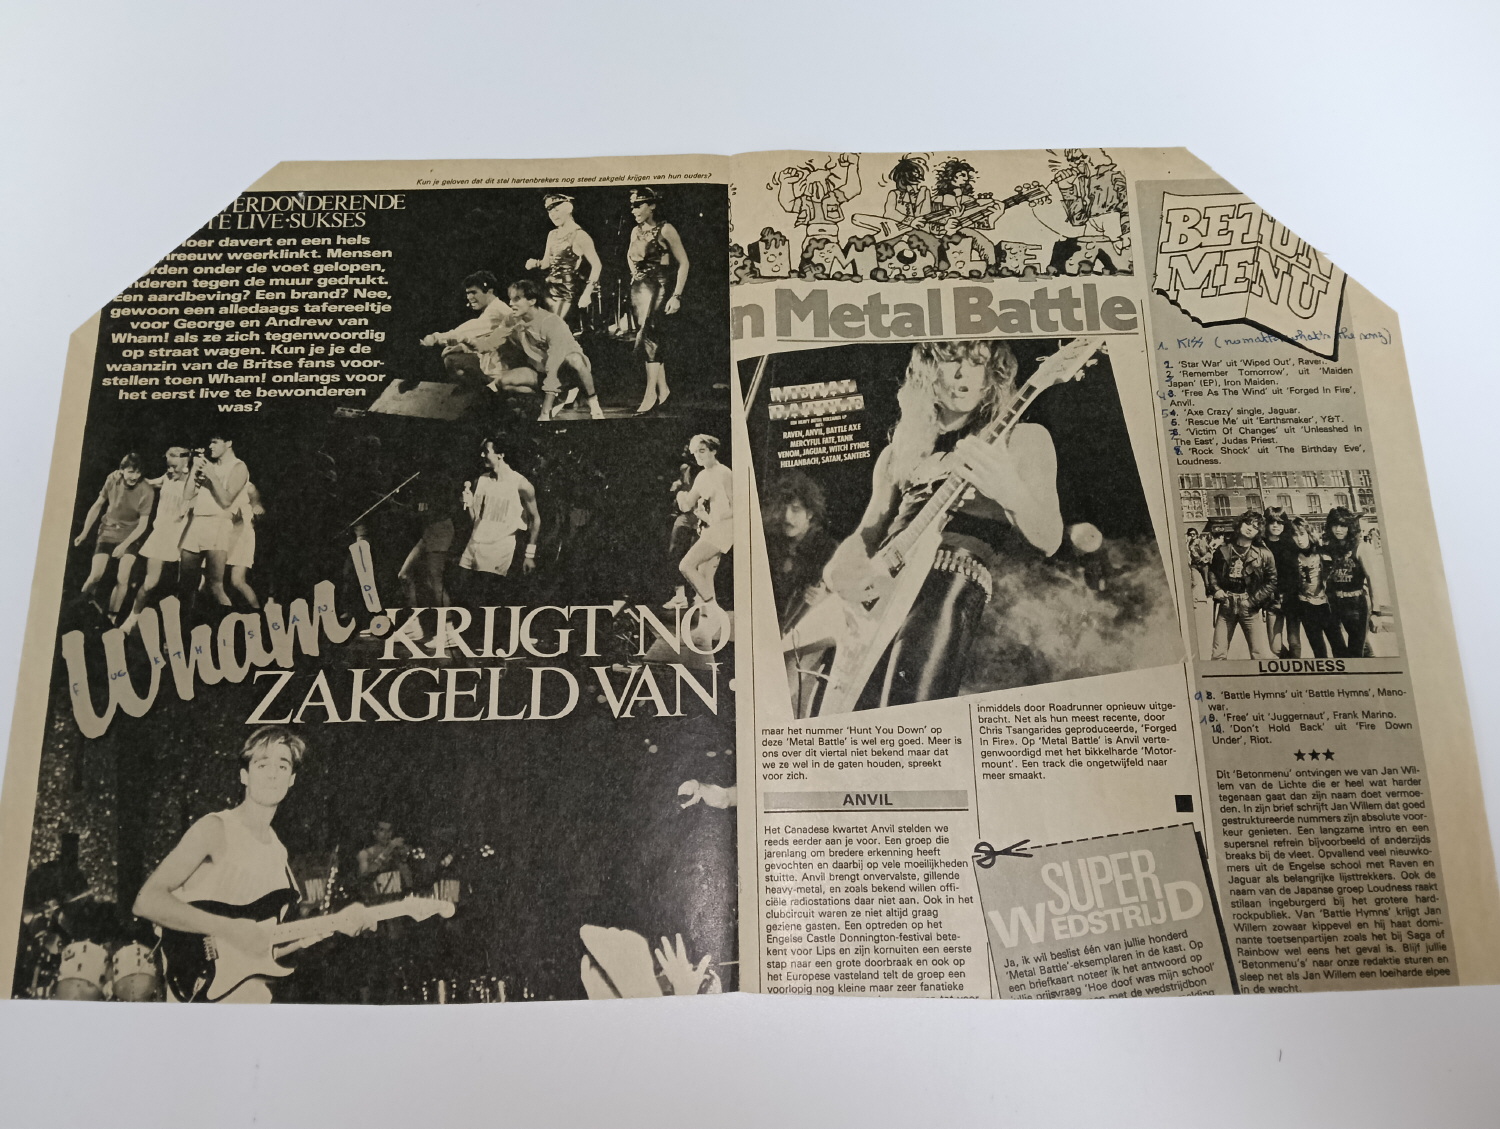 Kun je geloven dat dit stel hartenbrekers nog steed zakgeld krijgen van hun ouders?
ERDONDERENDE
TE LIVE-SUKSES
loer davert en een hels
hreeuw weerklinkt. Mensen
rden onder de voet gelopen,
nderen tegen de muur gedrukt.
Een aardbeving? Een brand? Nee,
gewoon een alledaags tafereeltje
voor George en Andrew van
Wham! als ze zich tegenwoordig
op straat wagen. Kun je je de
waanzin van de Britse fans voor-
stellen toen Wham! onlangs voor
het eerst live te bewonderen
was?
Wham! KRIJGT NO
ZAKGELD VAN
n Metal Battle
METAL
BATTLE
RAVEN, ANVIL, BATTLE AXE
MERCYFUL FATE, TANK
VENOM, JAGUAR, WITCH FYNDE
HELLANBACH, SATAN, SANTERS
maar het nummer 'Hunt You Down' op
deze 'Metal Battle' is wel erg goed. Meer is
ons over dit viertal niet bekend maar dat
we ze wel in de gaten houden, spreekt
voor zich.
ANVIL
Het Canadese kwartet Anvil stelden we
reeds eerder aan je voor. Een groep die
jarenlang om bredere erkenning heeft
gevochten en daarbij op vele moeilijkheden
stuitte. Anvil brengt onvervalste, gillende
heavy-metal, en zoals bekend willen offi-
ciële radiostations daar niet aan. Ook in het
clubcircuit waren ze niet altijd graag
geziene gasten. Een optreden op het
Engelse Castle Donnington-festival bete-
kent voor Lips en zijn kornuiten een eerste
stap naar een grote doorbraak en ook op
het Europese vasteland telt de groep een
voorlopig nog kleine maar zeer fanatieke
inmiddels door Roadrunner opnieuw uitge-
bracht. Net als hun meest recente, door
Chris Tsangarides geproduceerde, 'Forged
In Fire». Op 'Metal Battle' is Anvil verte-
genwoordigd met het bikkelharde 'Motor-
mount'. Een track die ongetwijfeld naar
meer smaakt.
SUPER
WEDSTRIJD
Ja, ik wil beslist één van jullie honderd
'Metal Battle'-eksemplaren in de kast. Op
een briefkaart noteer ik het antwoord op
jullie prijsvraag 'Hoe doof was mijn school'
met de wedstrijdbon
BETON
MENU
1. KISS (no matter what's the song)
'Star War' uit 'Wiped Out', Raven.
'Remember Tomorrow', uit 'Maiden
Japan' (EP), Iron Maiden.
'Free As The Wind' uit 'Forged In Fire',
Anvil.
'Axe Crazy' single, Jaguar.
'Rescue Me' uit 'Earthsmaker', Y&T.
'Victim Of Changes' uit 'Unleashed In
The East', Judas Priest.
'Rock Shock' uit 'The Birthday Eve',
Loudness.
LOUDNESS
8. 'Battle Hymns' uit 'Battle Hymns', Mano-
war.
9. 'Free' uit 'Juggernaut', Frank Marino.
10. 'Don't Hold Back' uit 'Fire Down
Under', Riot.
★★★
Dit 'Betonmenu' ontvingen we van Jan Wil-
lem van de Lichte die er heel wat harder
tegenaan gaat dan zijn naam doet vermoe-
den. In zijn brief schrijft Jan Willem dat goed
gestruktureerde nummers zijn absolute voor-
keur genieten. Een langzame intro en een
supersnel refrein bijvoorbeeld of anderzijds
breaks bij de vleet. Opvallend veel nieuwko-
mers uit de Engelse school met Raven en
Jaguar als belangrijke lijsttrekkers. Ook de
naam van de Japanse groep Loudness raakt
stilaan ingeburgerd bij het grotere hard-
rockpubliek. Van 'Battle Hymns' krijgt Jan
Willem zowaar kippevel en hij hast domi-
nante toetsenpartijen zoals het bij Saga of
Rainbow wel eens het geval is. Blijf jullie
'Betonmenu's' naar onze redaktie sturen en
sleep net als Jan Willem een loeiharde elpee
in de wacht.